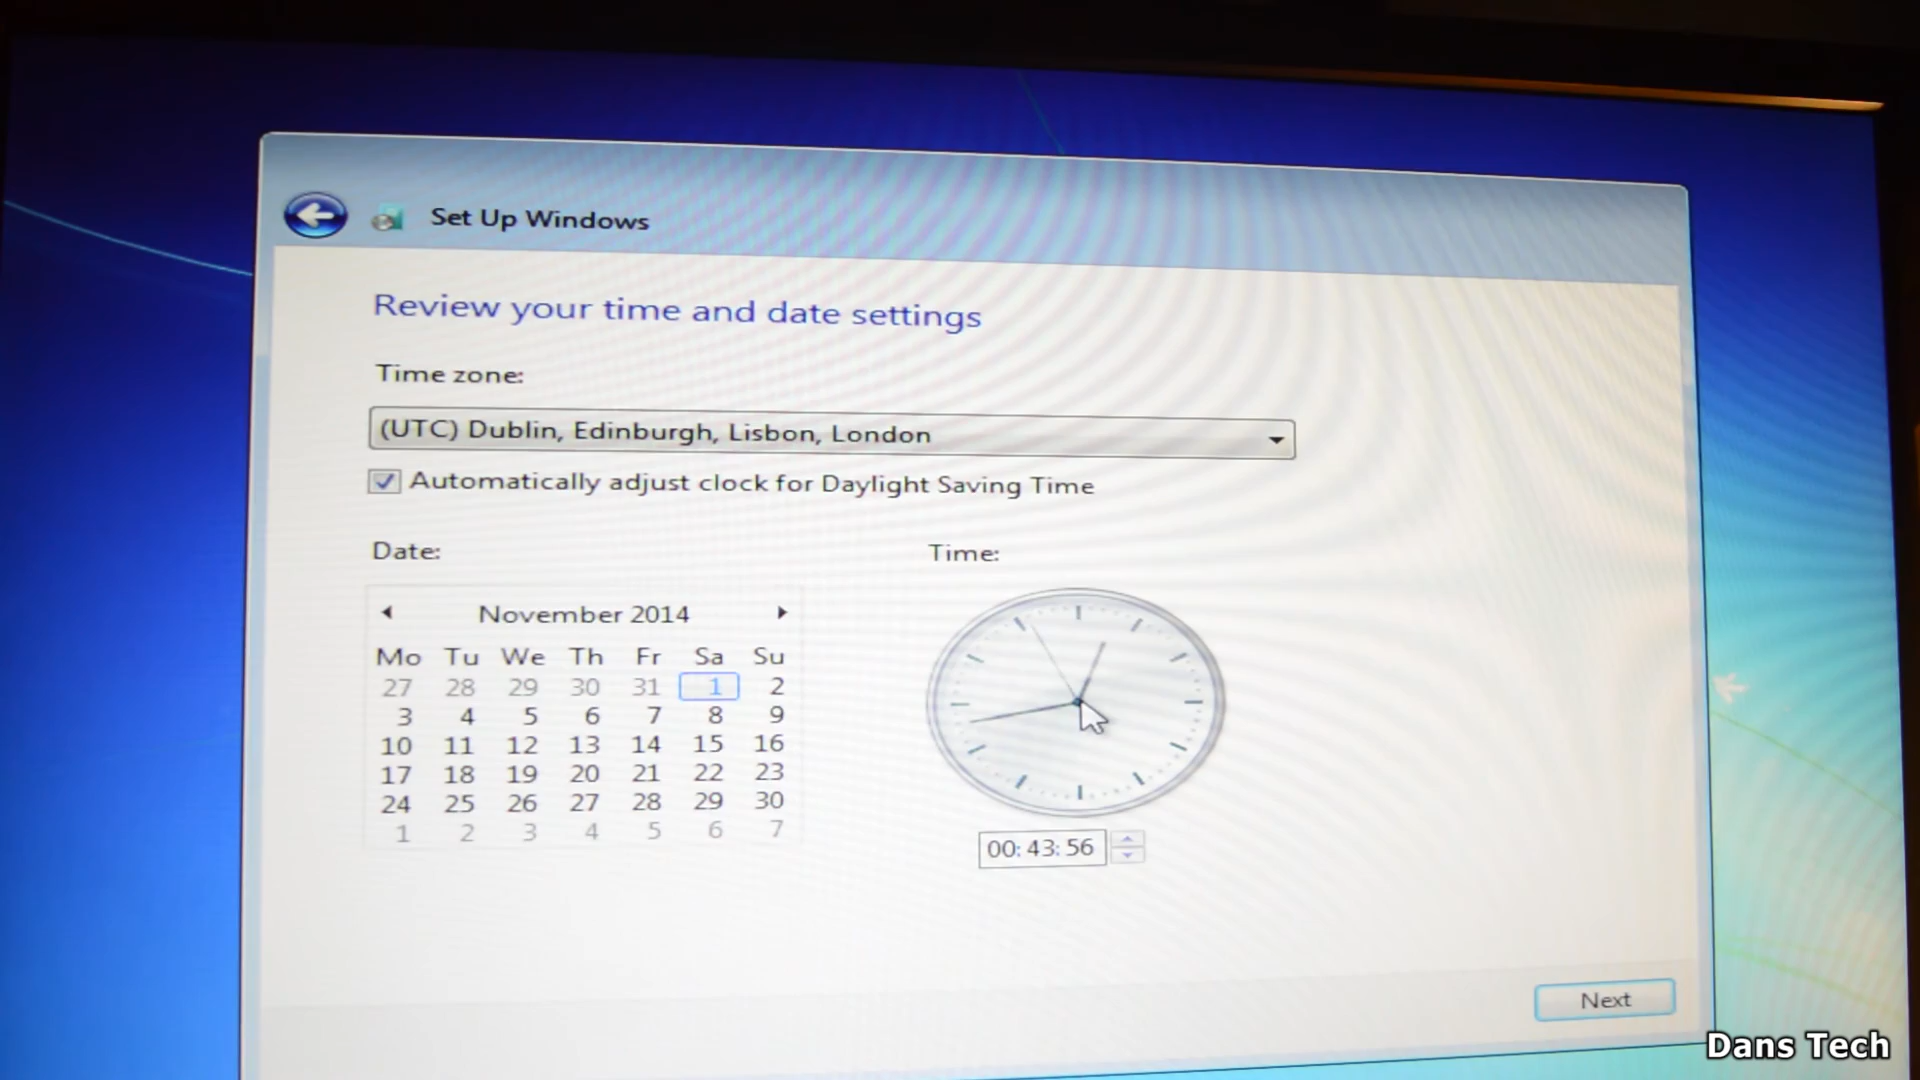 Set Up Windows
Review your time and date settings
Time zone:
(UTC) Dublin, Edinburgh, Lisbon, London
Automatically adjust clock for Daylight Saving Time
Date:
Time:
November 2014
Mo Tu We Th Fr Sa Su
27 28 29 30 31 1 2
3 4 5 6 7 8 9
10 11 12 13 14 15 16
17 18 19 20 21 22 23
24 25 26 27 28 29 30
1 2 3 4 5 6 7
00:43:56
Next
Dans Tech